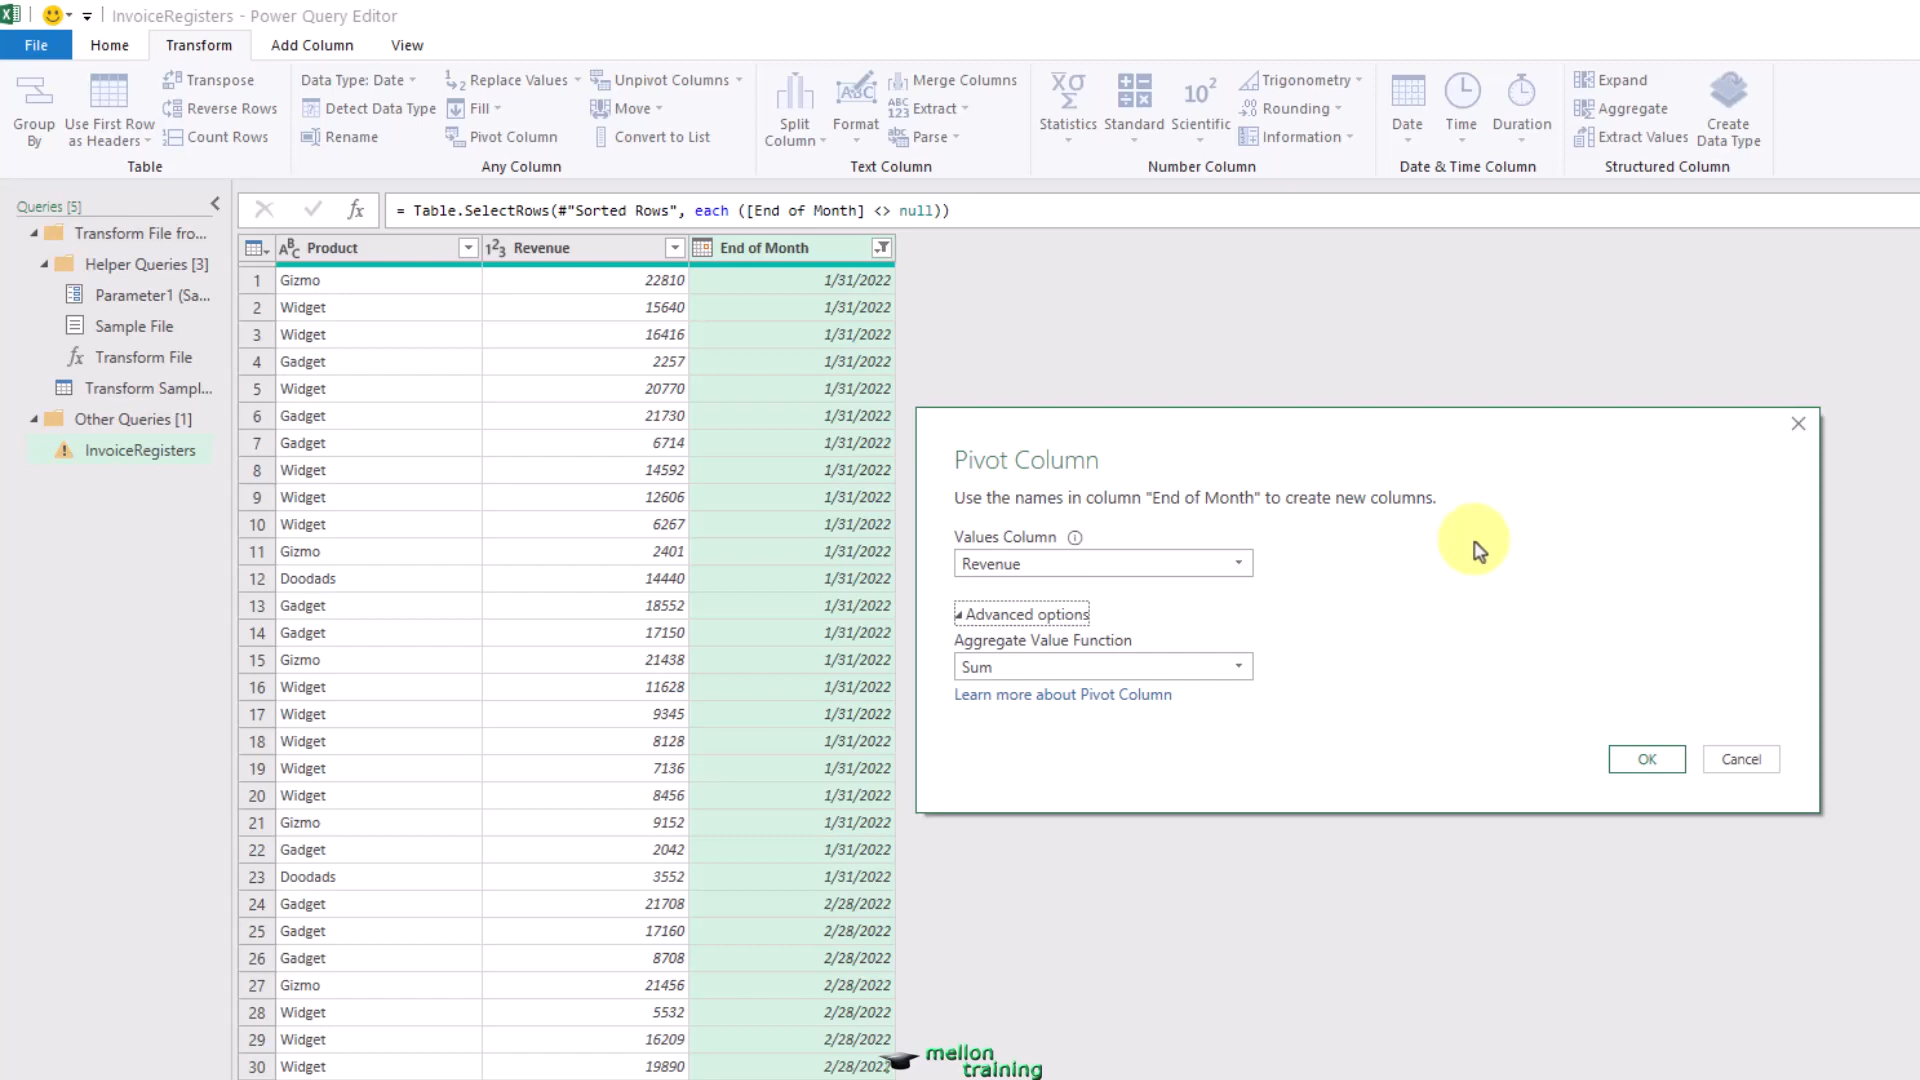 InvoiceRegisters - Power Query Editor
File Home Transform Add Column View
Group By
Use First Row as Headers
Transpose
Reverse Rows
Count Rows
Table
Data Type: Date
Detect Data Type
Rename
Replace Values
Fill
Pivot Column
Unpivot Columns
Move
Convert to List
Any Column
Split Column
Format
Merge Columns
Extract
Parse
Text Column
Statistics
Standard
Scientific
Trigonometry
Rounding
Information
Number Column
Date
Time
Duration
Date & Time Column
Expand
Aggregate
Extract Values
Create Data Type
Structured Column
Queries [5]
Transform File fro...
Helper Queries [3]
Parameter1 (Sa...
Sample File
Transform File
Transform Sampl...
Other Queries [1]
InvoiceRegisters
= Table.SelectRows(#"Sorted Rows", each ([End of Month] <> null))
Product Revenue End of Month
1 Gizmo 22810 1/31/2022
2 Widget 15640 1/31/2022
3 Widget 16416 1/31/2022
4 Gadget 2257 1/31/2022
5 Widget 20770 1/31/2022
6 Gadget 21730 1/31/2022
7 Gadget 6714 1/31/2022
8 Widget 14592 1/31/2022
9 Widget 12606 1/31/2022
10 Widget 6267 1/31/2022
11 Gizmo 2401 1/31/2022
12 Doodads 14440 1/31/2022
13 Gadget 18552 1/31/2022
14 Gadget 17150 1/31/2022
15 Gizmo 21438 1/31/2022
16 Widget 11628 1/31/2022
17 Widget 9345 1/31/2022
18 Widget 8128 1/31/2022
19 Widget 7136 1/31/2022
20 Widget 8456 1/31/2022
21 Gizmo 9152 1/31/2022
22 Gadget 2042 1/31/2022
23 Doodads 3552 1/31/2022
24 Gadget 21708 2/28/2022
25 Gadget 17160 2/28/2022
26 Gadget 8708 2/28/2022
27 Gizmo 21456 2/28/2022
28 Widget 5532 2/28/2022
29 Widget 16209 2/28/2022
30 Widget 19890 2/28/2022
Pivot Column
Use the names in column "End of Month" to create new columns.
Values Column
Revenue
Advanced options
Aggregate Value Function
Sum
Learn more about Pivot Column
OK Cancel
mellon
training